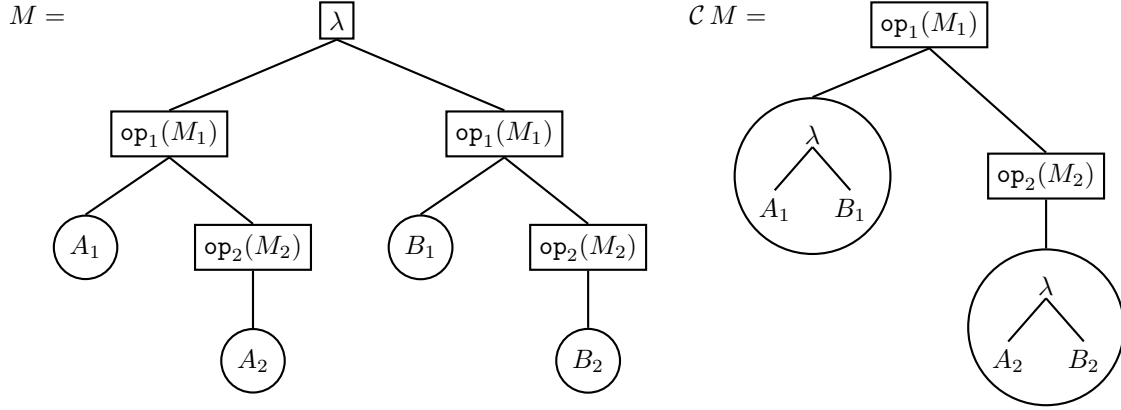 M = λ 𝒞 M = op₁(M₁)
op₁(M₁) op₁(M₁)
λ
op₂(M₂)
A₁ B₁
A₁ op₂(M₂) B₁ op₂(M₂)
λ
A₂ B₂ A₂ B₂